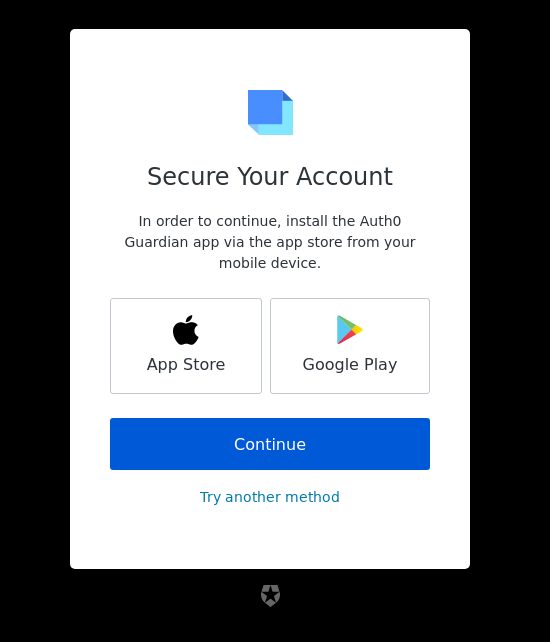 Secure Your Account
In order to continue, install the Auth0
Guardian app via the app store from your
mobile device.
App Store
Google Play
Continue
Try another method